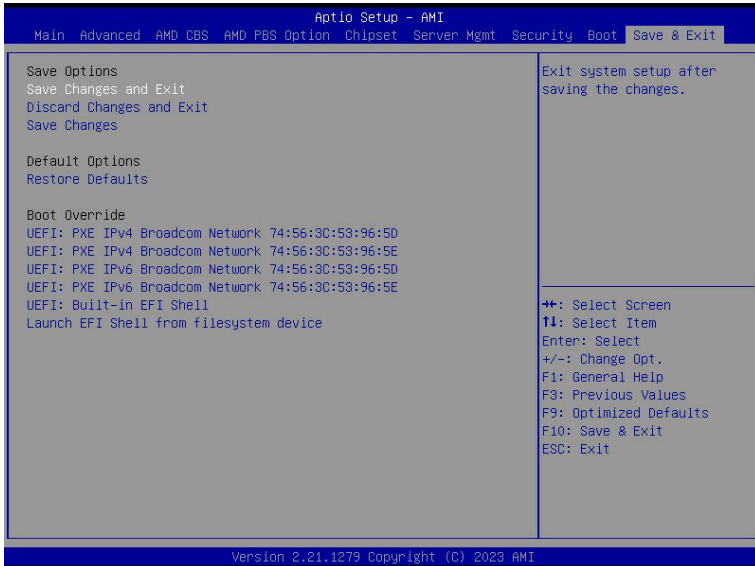 Aptio Setup – AMI
Main Advanced AMD CBS AMD PBS Option Chipset Server Mgmt Security Boot Save & Exit
Save Options
Save Changes and Exit
Discard Changes and Exit
Save Changes
Default Options
Restore Defaults
Boot Override
UEFI: PXE IPv4 Broadcom Network 74:56:3C:53:96:5D
UEFI: PXE IPv4 Broadcom Network 74:56:3C:53:96:5E
UEFI: PXE IPv6 Broadcom Network 74:56:3C:53:96:5D
UEFI: PXE IPv6 Broadcom Network 74:56:3C:53:96:5E
UEFI: Built-in EFI Shell
Launch EFI Shell from filesystem device
Exit system setup after
saving the changes.
→←: Select Screen
↑↓: Select Item
Enter: Select
+/-: Change Opt.
F1: General Help
F3: Previous Values
F9: Optimized Defaults
F10: Save & Exit
ESC: Exit
Version 2.21.1279 Copyright (C) 2023 AMI